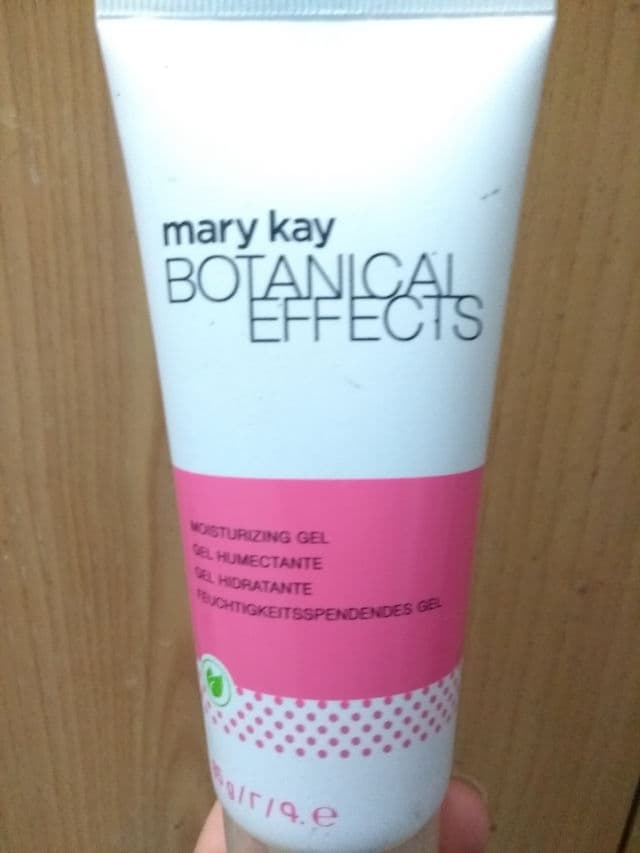 mary kay
BOTANICAL
EFFECTS
MOISTURIZING GEL
GEL HUMECTANTE
GEL HIDRATANTE
FEUCHTIGKEITSSPENDENDES GEL